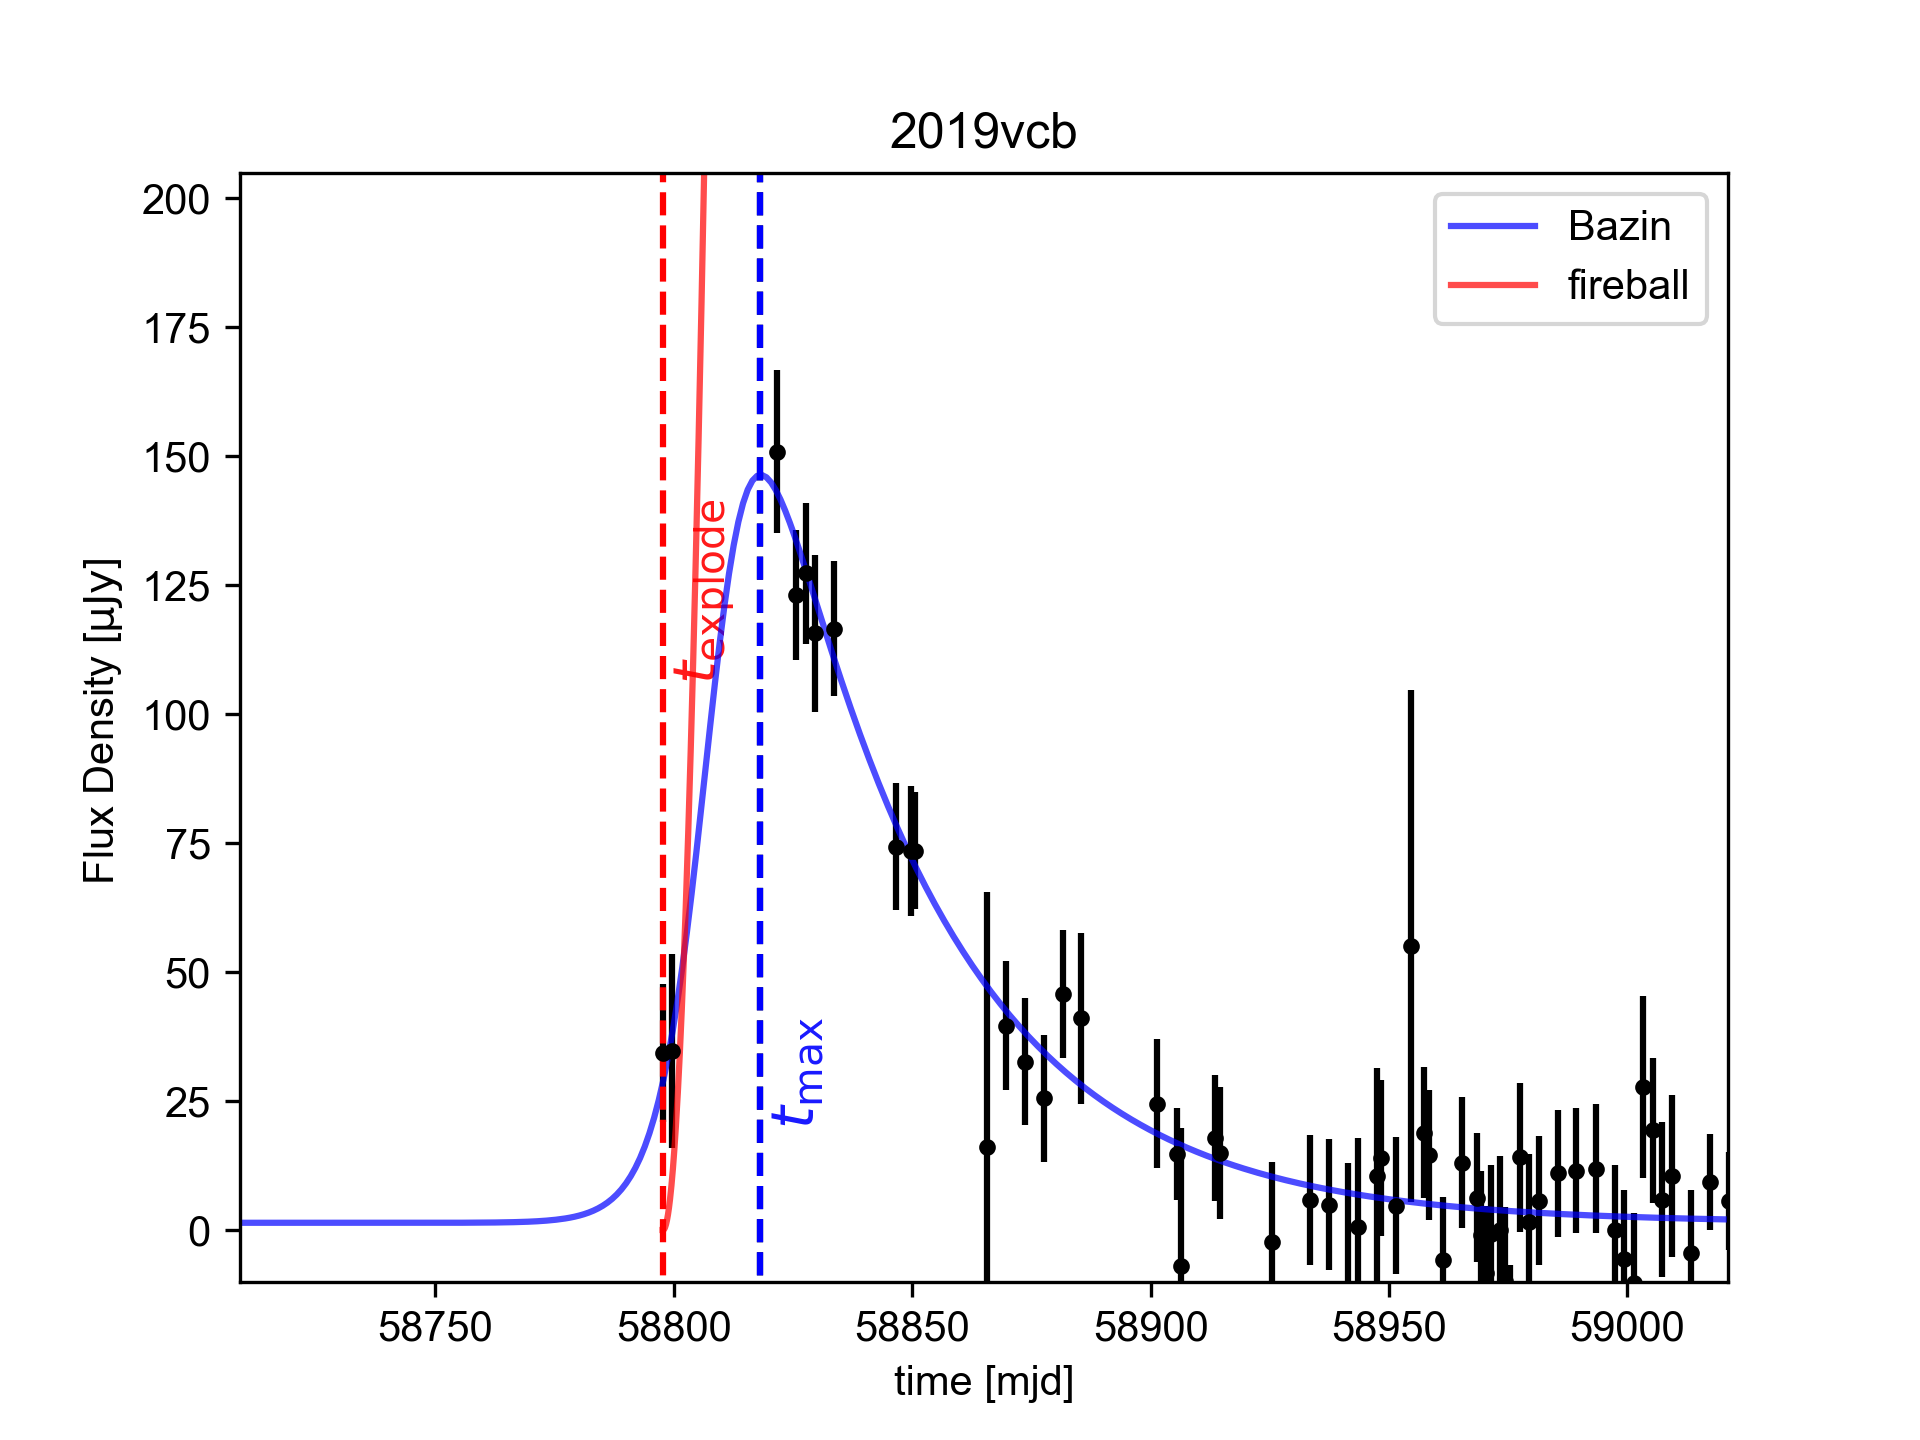 2019vcb
200
175
150
125
100
75
50
25
0
Flux Density [µJy]
Bazin
fireball
t_explode
t_max
58750 58800 58850 58900 58950 59000
time [mjd]